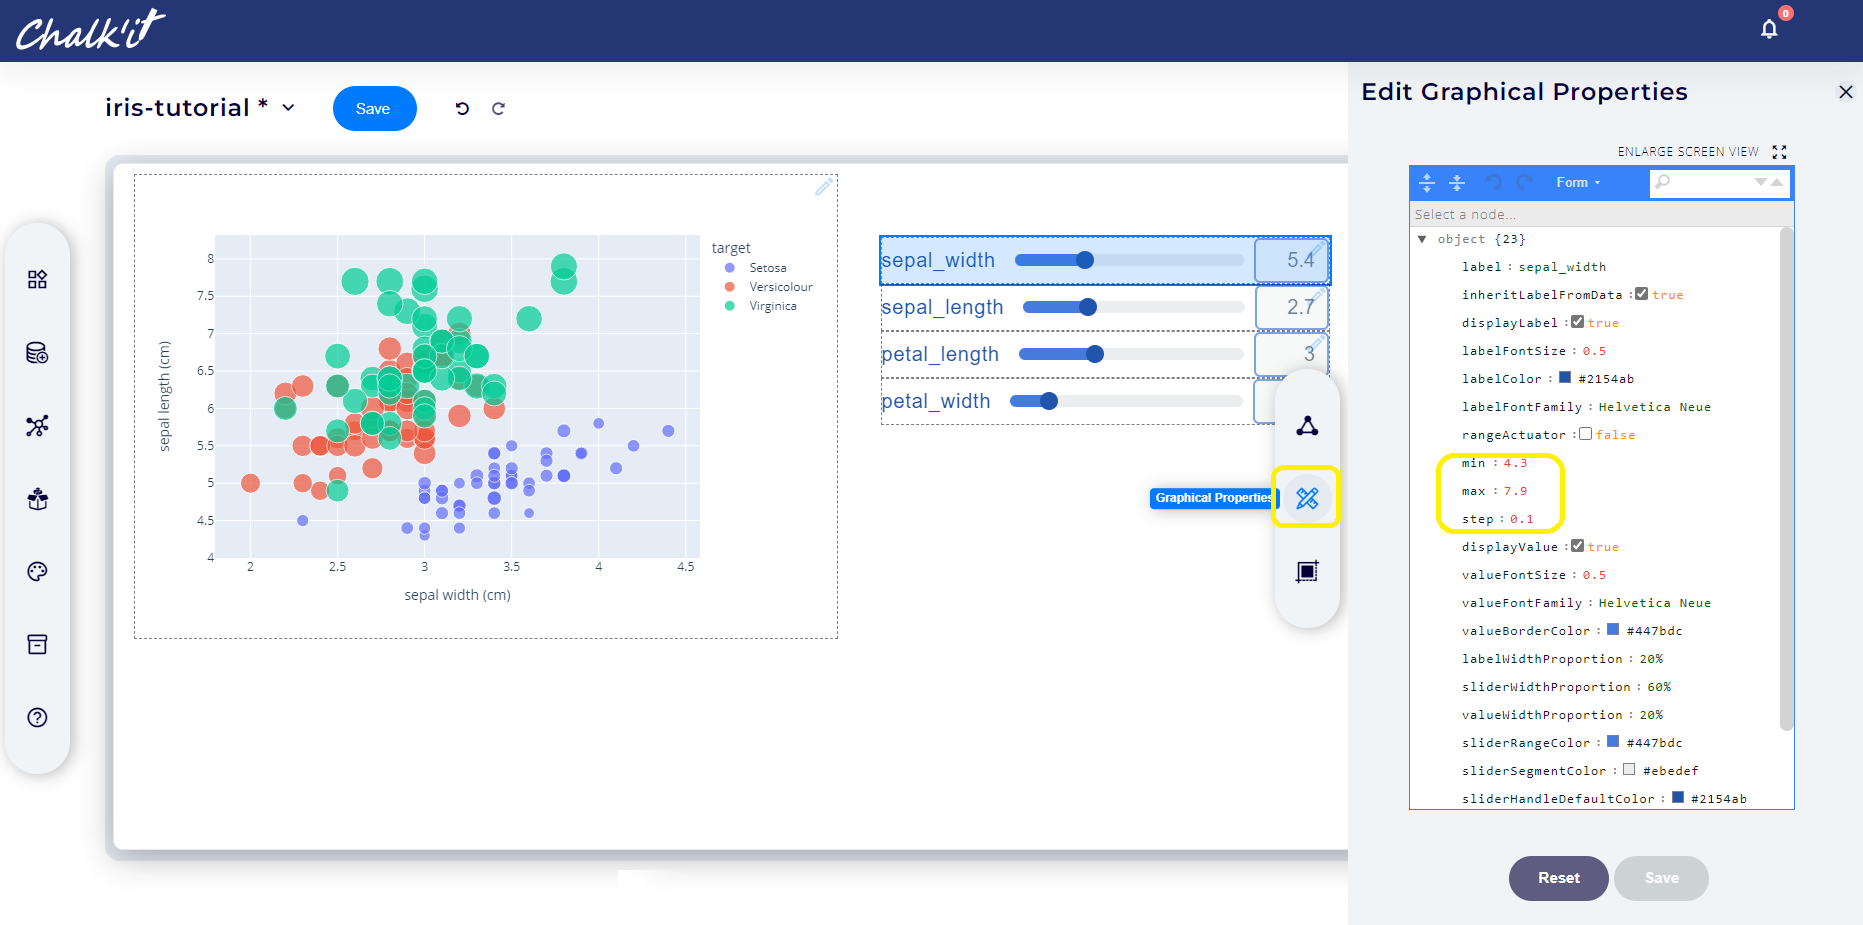 Chalk'it
0
iris-tutorial *
Save
Edit Graphical Properties
ENLARGE SCREEN VIEW
Form
Select a node...
object {23}
label : sepal_width
inheritLabelFromData : true
displayLabel : true
labelFontSize : 0.5
labelColor : #2154ab
labelFontFamily : Helvetica Neue
rangeActuator : false
min : 4.3
max : 7.9
step : 0.1
displayValue : true
valueFontSize : 0.5
valueFontFamily : Helvetica Neue
valueBorderColor : #447bdc
labelWidthProportion : 20%
sliderWidthProportion : 60%
valueWidthProportion : 20%
sliderRangeColor : #447bdc
sliderSegmentColor : #ebedef
sliderHandleDefaultColor : #2154ab
Reset
Save
sepal length (cm)
8
7.5
7
6.5
6
5.5
5
4.5
4
2
2.5
3
3.5
4
4.5
sepal width (cm)
target
Setosa
Versicolour
Virginica
sepal_width 5.4
sepal_length 2.7
petal_length 3
petal_width
Graphical Properties